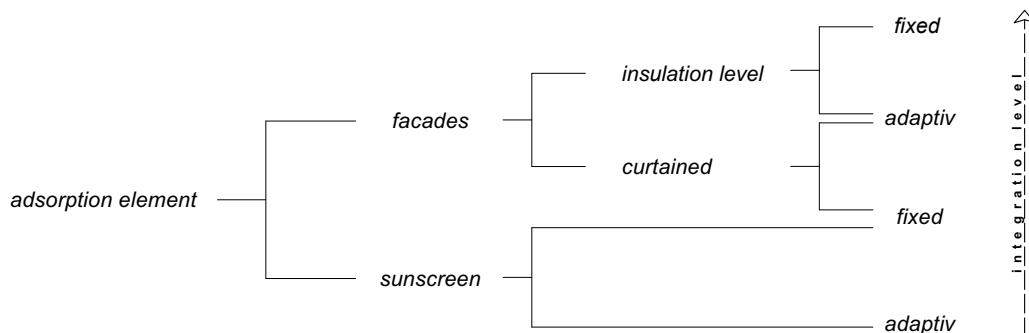 fixed
insulation level
adaptiv
facades
curtained
adsorption element
fixed
sunscreen
adaptiv
integration level